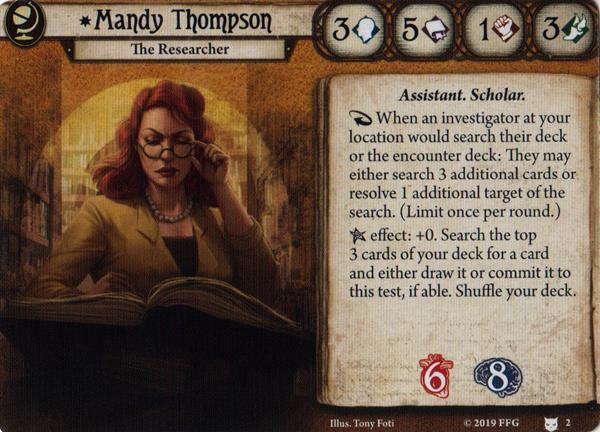 Mandy Thompson
The Researcher
3 5 1 3
Assistant. Scholar.
When an investigator at your
location would search their deck
or the encounter deck: They may
either search 3 additional cards or
resolve 1 additional target of the
search. (Limit once per round.)
effect: +0. Search the top
3 cards of your deck for a card
and either draw it or commit it to
this test, if able. Shuffle your deck.
6 8
Illus. Tony Foti © 2019 FFG 2